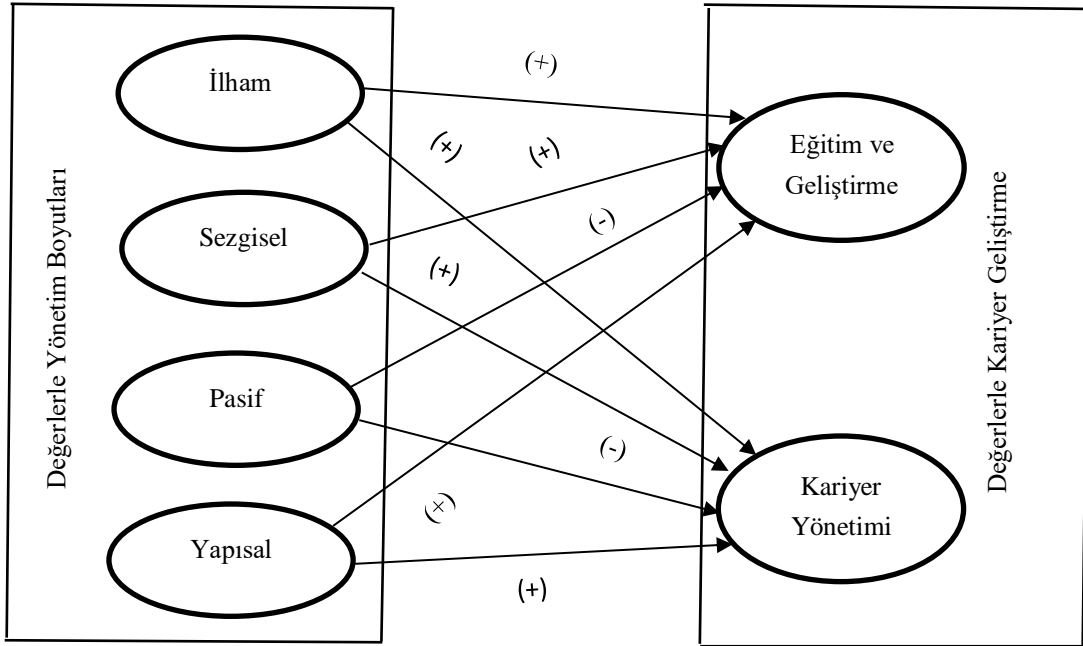 Değerlerle Yönetim Boyutları
İlham
Sezgisel
Pasif
Yapısal
(+)
(+)
(+)
(-)
(+)
(-)
(+)
(+)
Eğitim ve
Geliştirme
Kariyer
Yönetimi
Değerlerle Kariyer Geliştirme